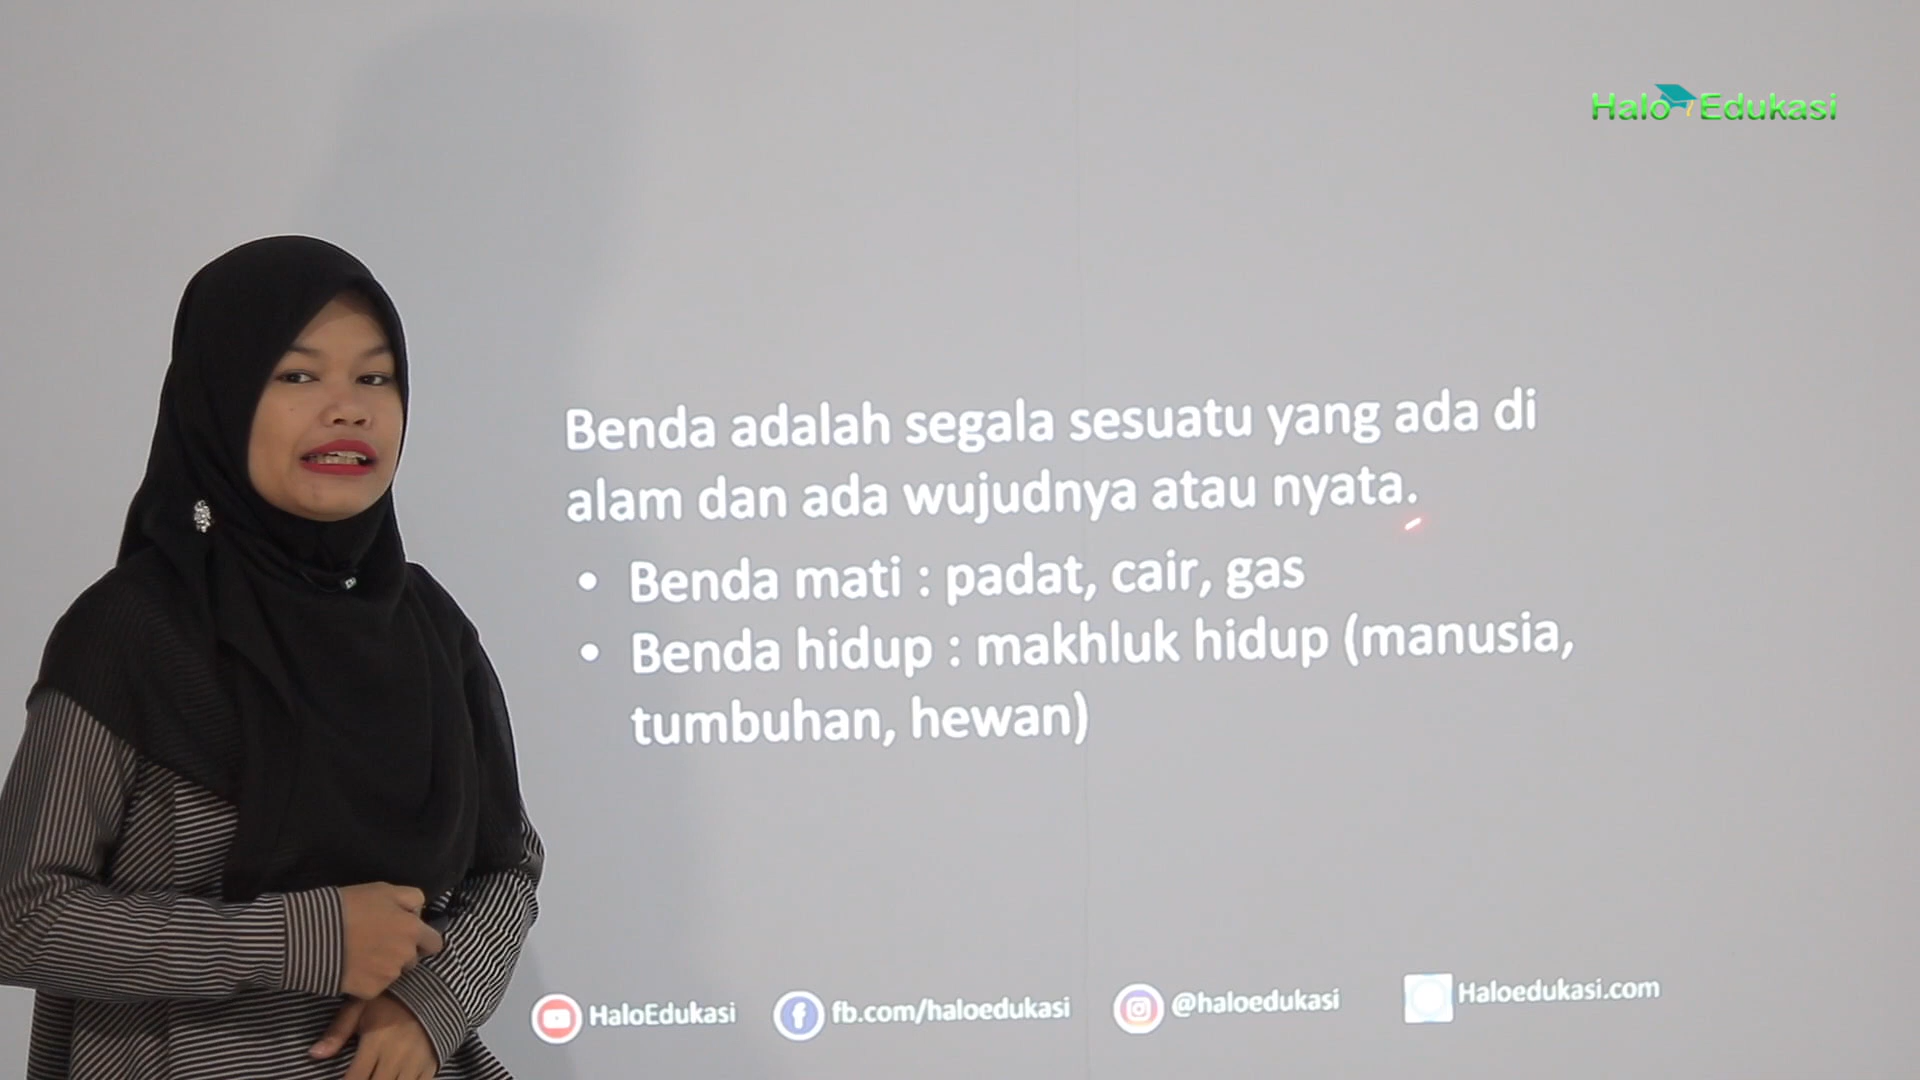 Halo Edukasi
Benda adalah segala sesuatu yang ada di
alam dan ada wujudnya atau nyata.
• Benda mati : padat, cair, gas
• Benda hidup : makhluk hidup (manusia,
tumbuhan, hewan)
HaloEdukasi fb.com/haloedukasi @haloedukasi Haloedukasi.com